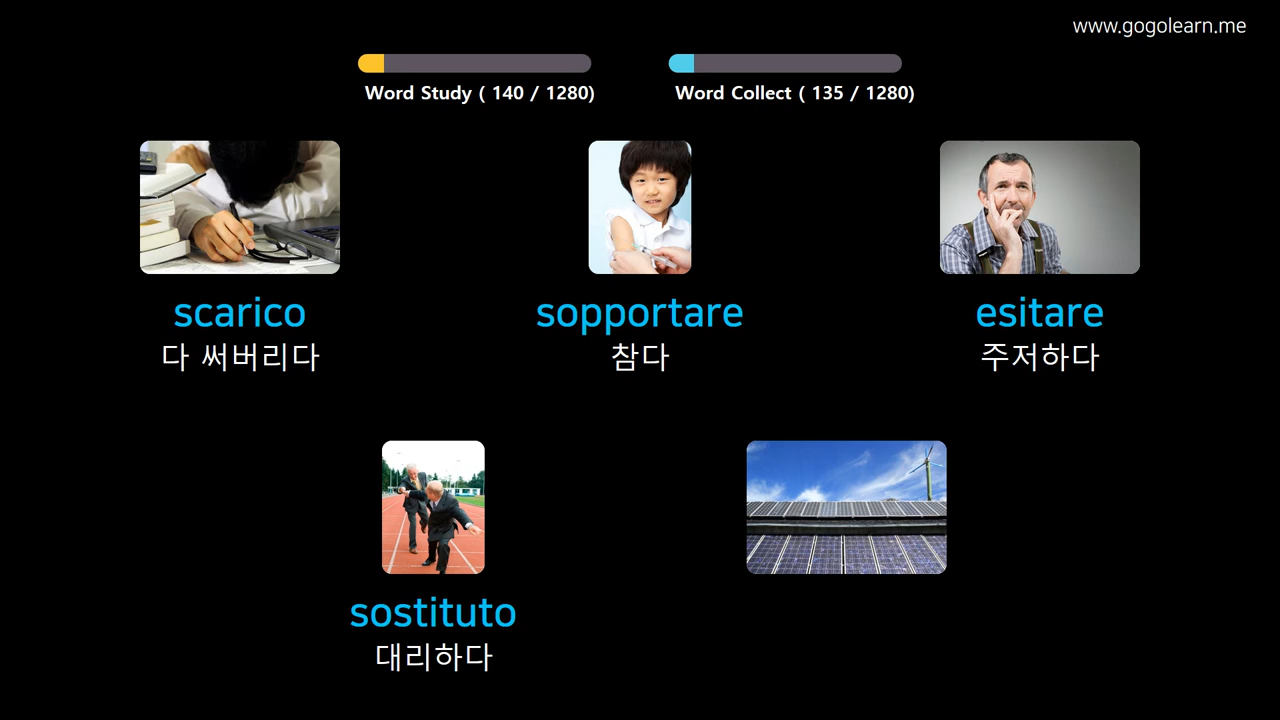 www.gogolearn.me
Word Study ( 140 / 1280)
Word Collect ( 135 / 1280)
scarico
다 써버리다
sopportare
참다
esitare
주저하다
sostituto
대리하다